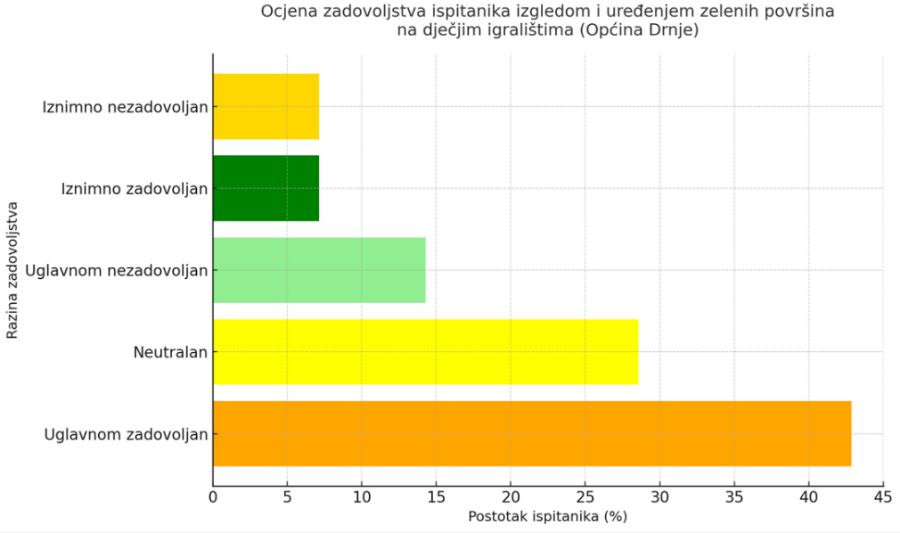 Ocjena zadovoljstva ispitanika izgledom i uređenjem zelenih površina
na dječjim igralištima (Općina Drnje)
Razina zadovoljstva
Iznimno nezadovoljan
Iznimno zadovoljan
Uglavnom nezadovoljan
Neutralan
Uglavnom zadovoljan
0 5 10 15 20 25 30 35 40 45
Postotak ispitanika (%)